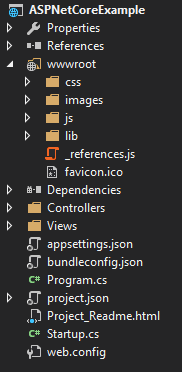 ASPNetCoreExample
Properties
References
wwwroot
css
images
js
lib
_references.js
favicon.ico
Dependencies
Controllers
Views
appsettings.json
bundleconfig.json
C# Program.cs
project.json
Project_Readme.html
C# Startup.cs
web.config